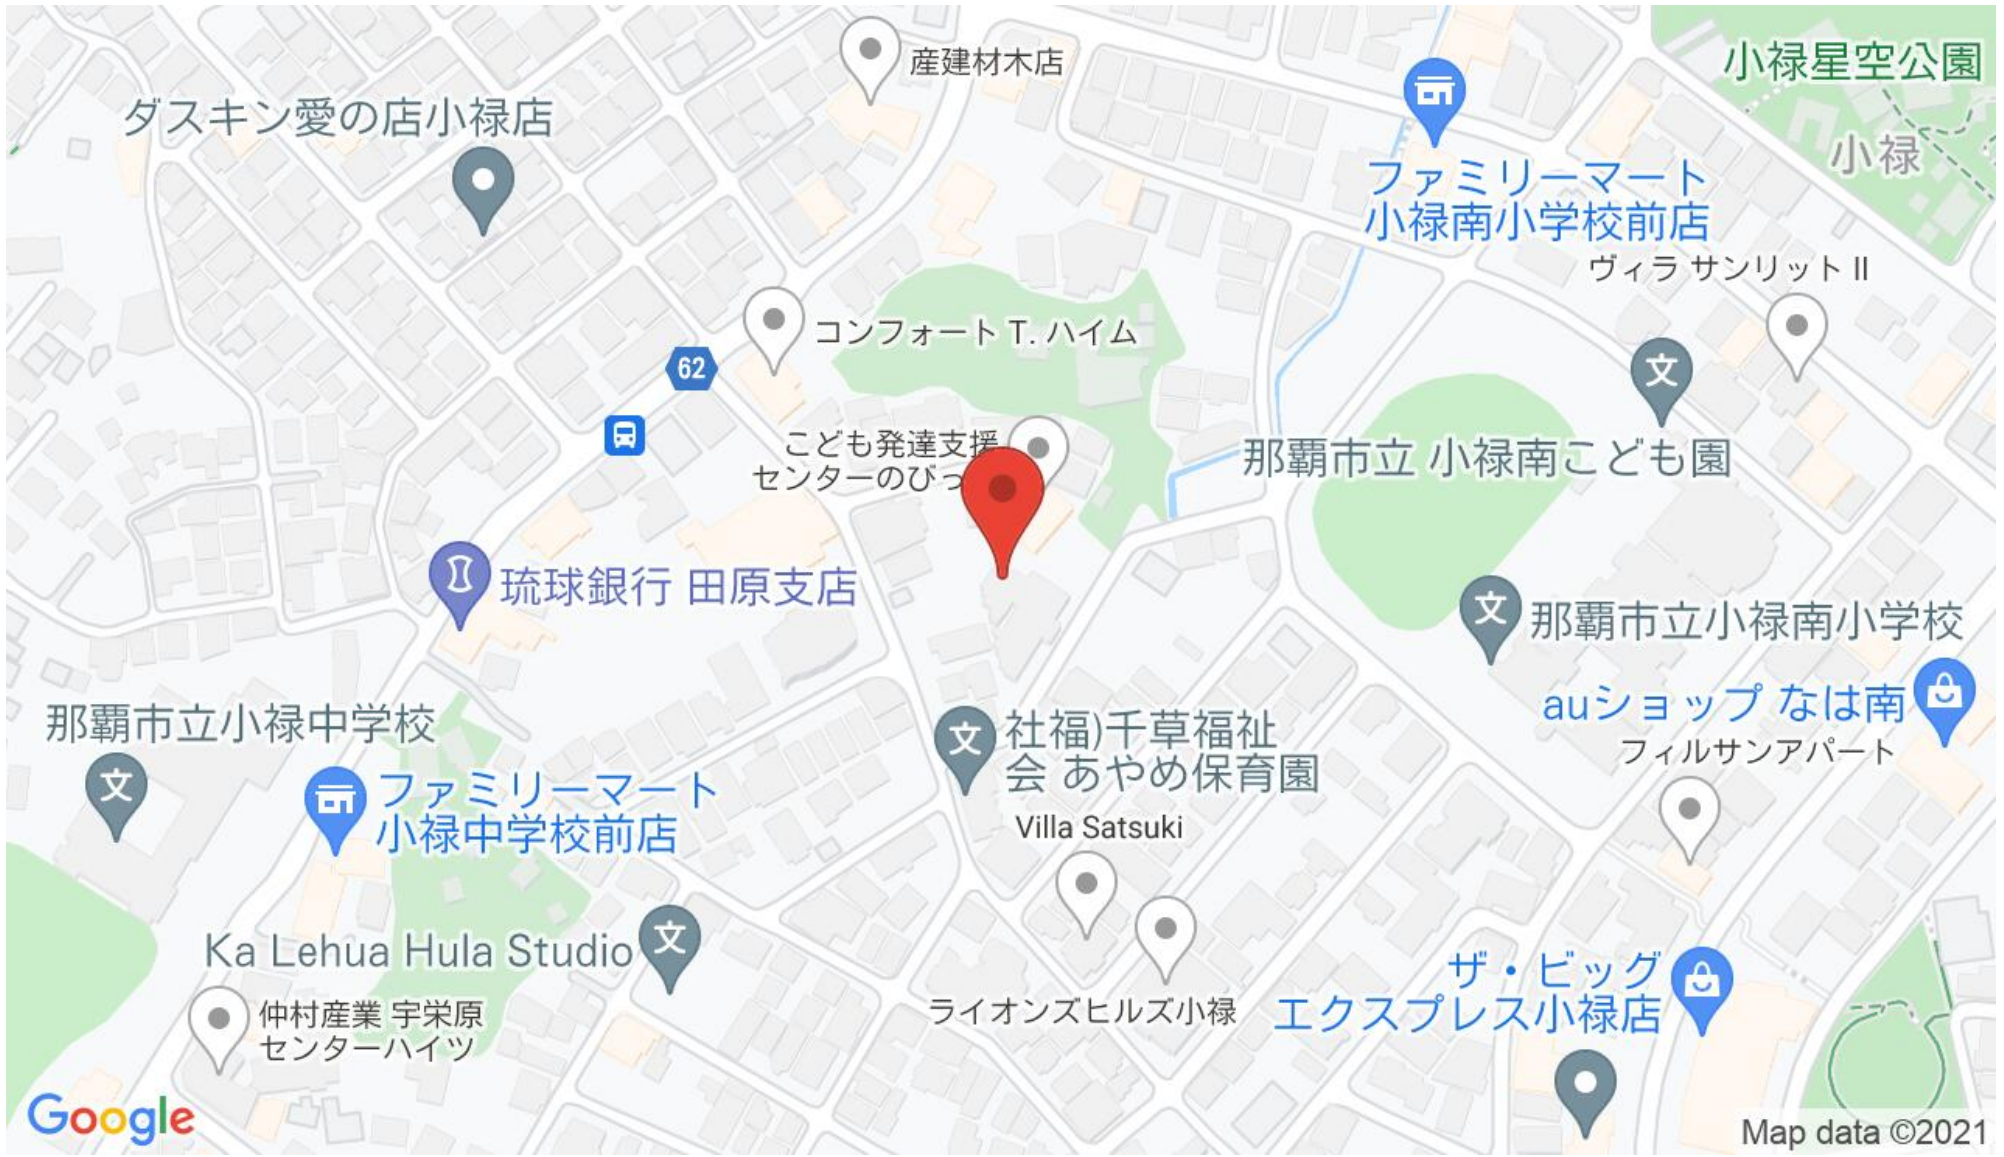 産建材木店
小禄星空公園
ダスキン愛の店小禄店
小禄
ファミリーマート
小禄南小学校前店
ヴィラ サンリット II
コンフォート T. ハイム
62
こども発達支援
センターのびっ
那覇市立 小禄南こども園
琉球銀行 田原支店
那覇市立小禄南小学校
那覇市立小禄中学校
社福)千草福祉
会 あやめ保育園
auショップ なは南
フィルサンアパート
ファミリーマート
小禄中学校前店
Villa Satsuki
Ka Lehua Hula Studio
ザ・ビッグ
エクスプレス小禄店
ライオンズヒルズ小禄
仲村産業 宇栄原
センターハイツ
文
文
文
文
文
Google
Map data ©2021